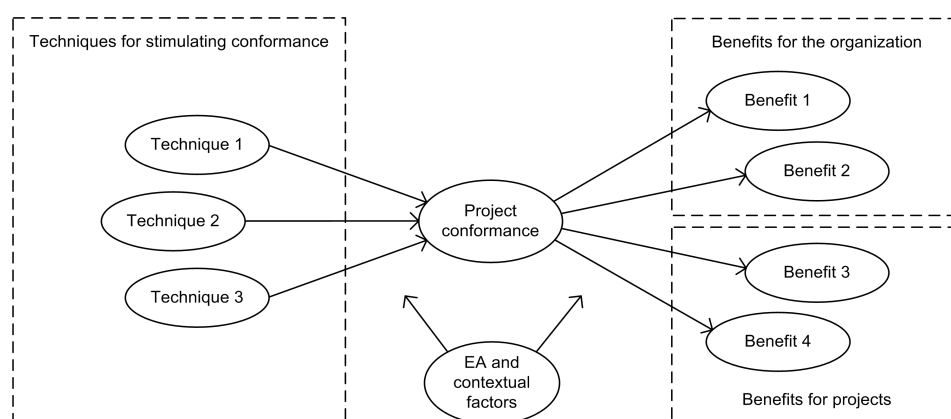 Techniques for stimulating conformance
Technique 1
Technique 2
Technique 3
Project
conformance
EA and
contextual
factors
Benefits for the organization
Benefit 1
Benefit 2
Benefit 3
Benefit 4
Benefits for projects